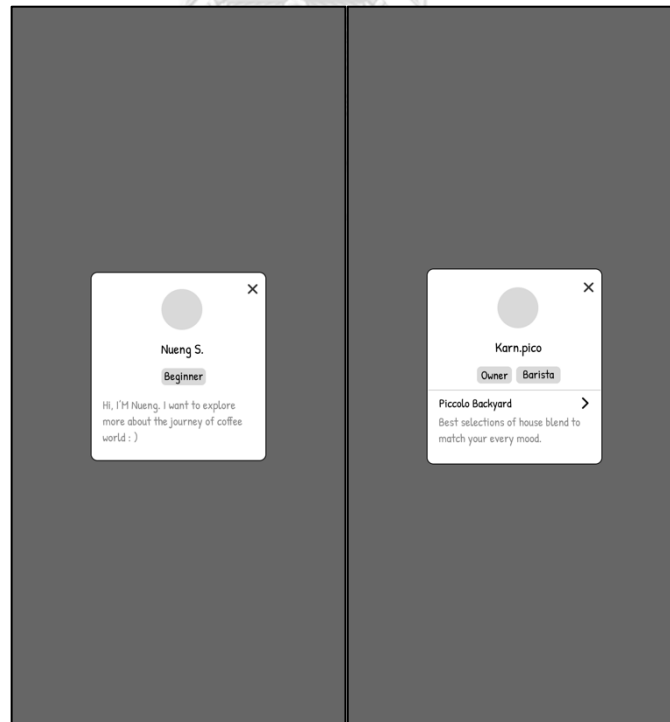 Nueng S.
Beginner
Hi, I'M Nueng. I want to explore
more about the journey of coffee
world : )
Karn.pico
Owner Barista
Piccolo Backyard
Best selections of house blend to
match your every mood.